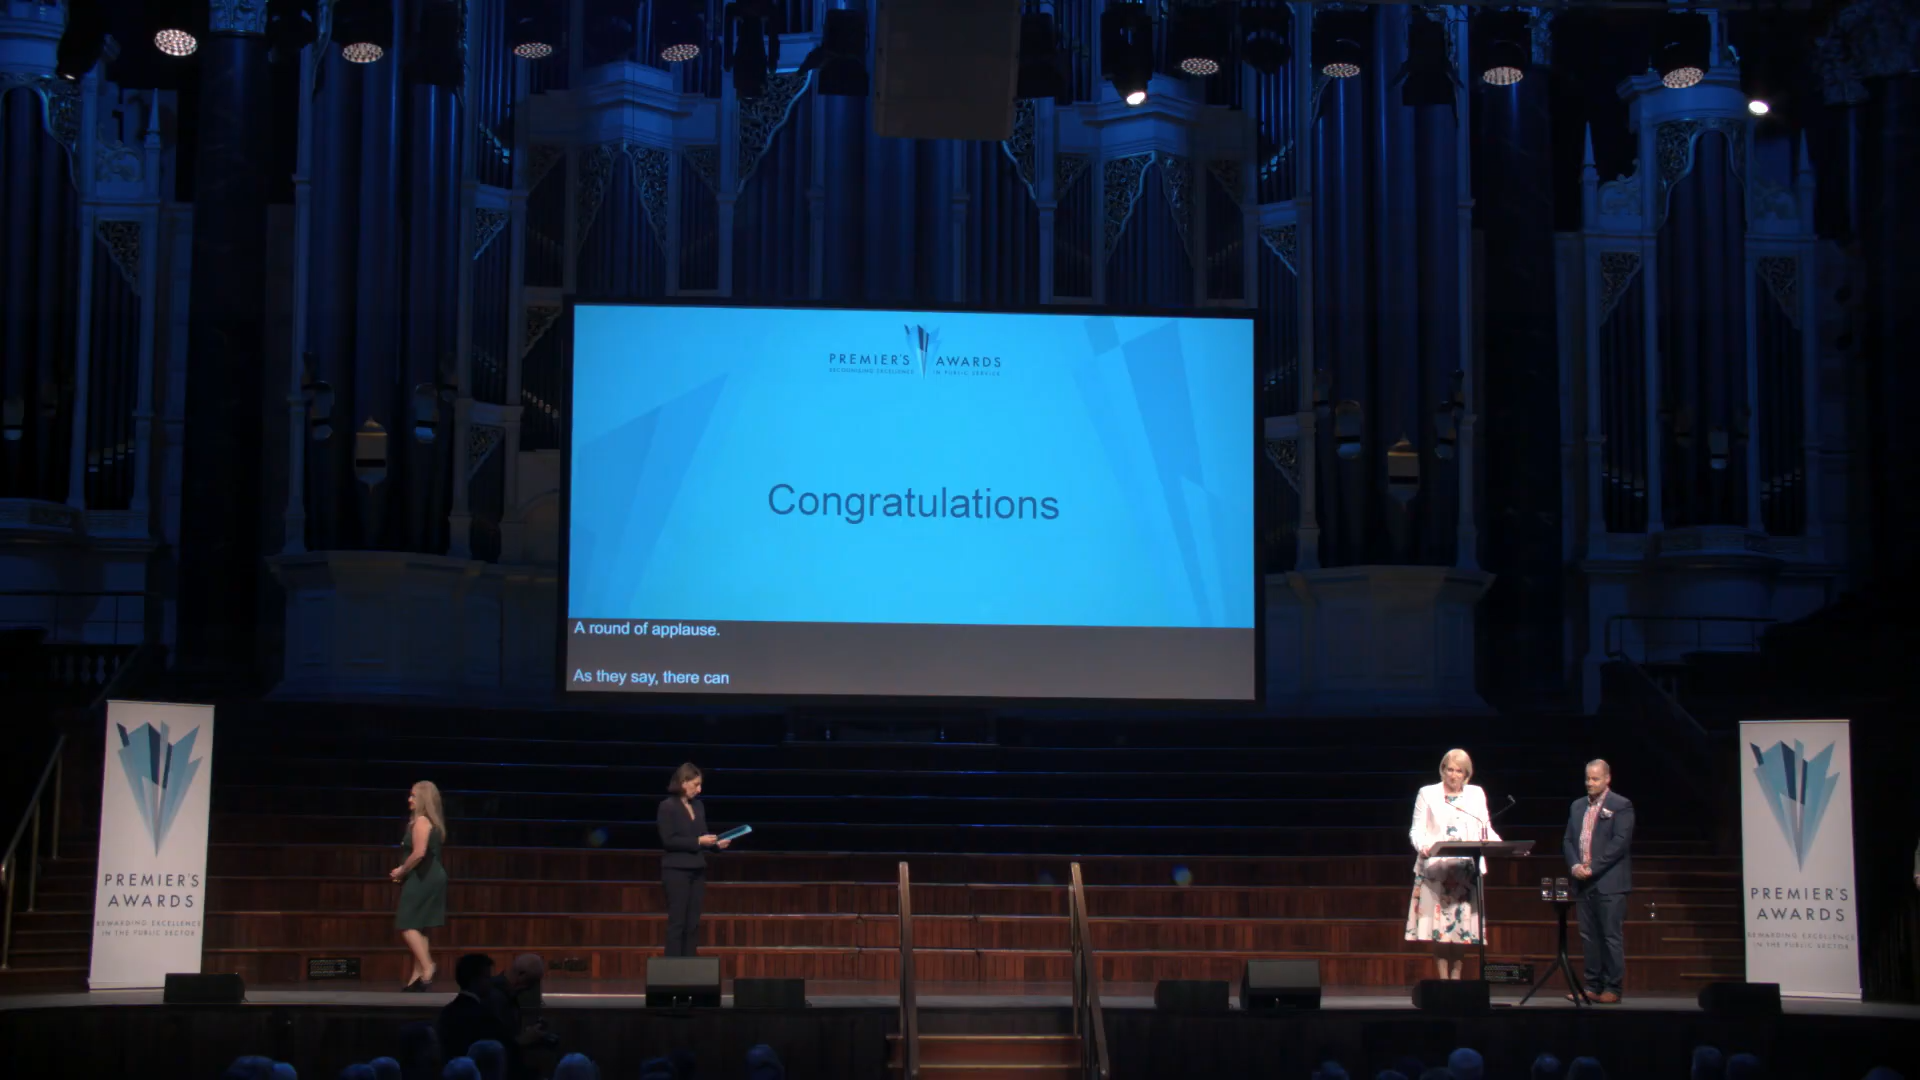 PREMIER'S AWARDS
RECOGNISING EXCELLENCE IN PUBLIC SERVICE
Congratulations
A round of applause.
As they say, there can
PREMIER'S
AWARDS
REWARDING EXCELLENCE
IN THE PUBLIC SECTOR
PREMIER'S
AWARDS
REWARDING EXCELLENCE
IN THE PUBLIC SECTOR